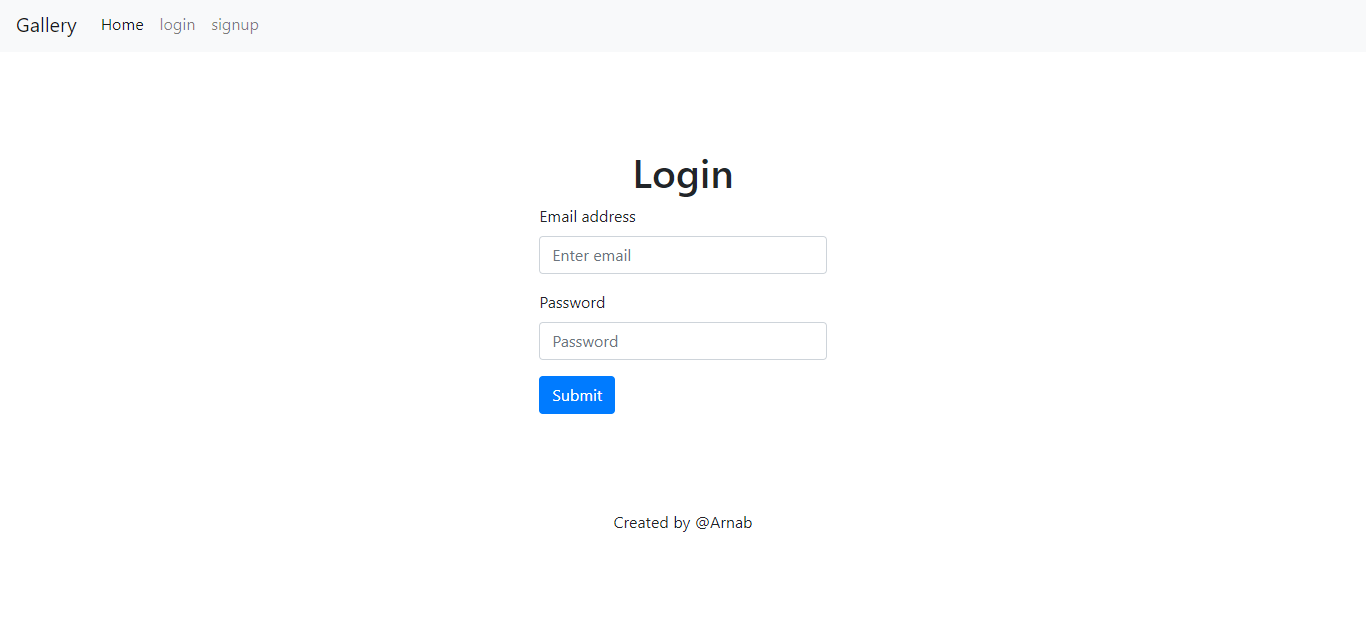 Gallery Home login signup
Login
Email address
Enter email
Password
Password
Submit
Created by @Arnab